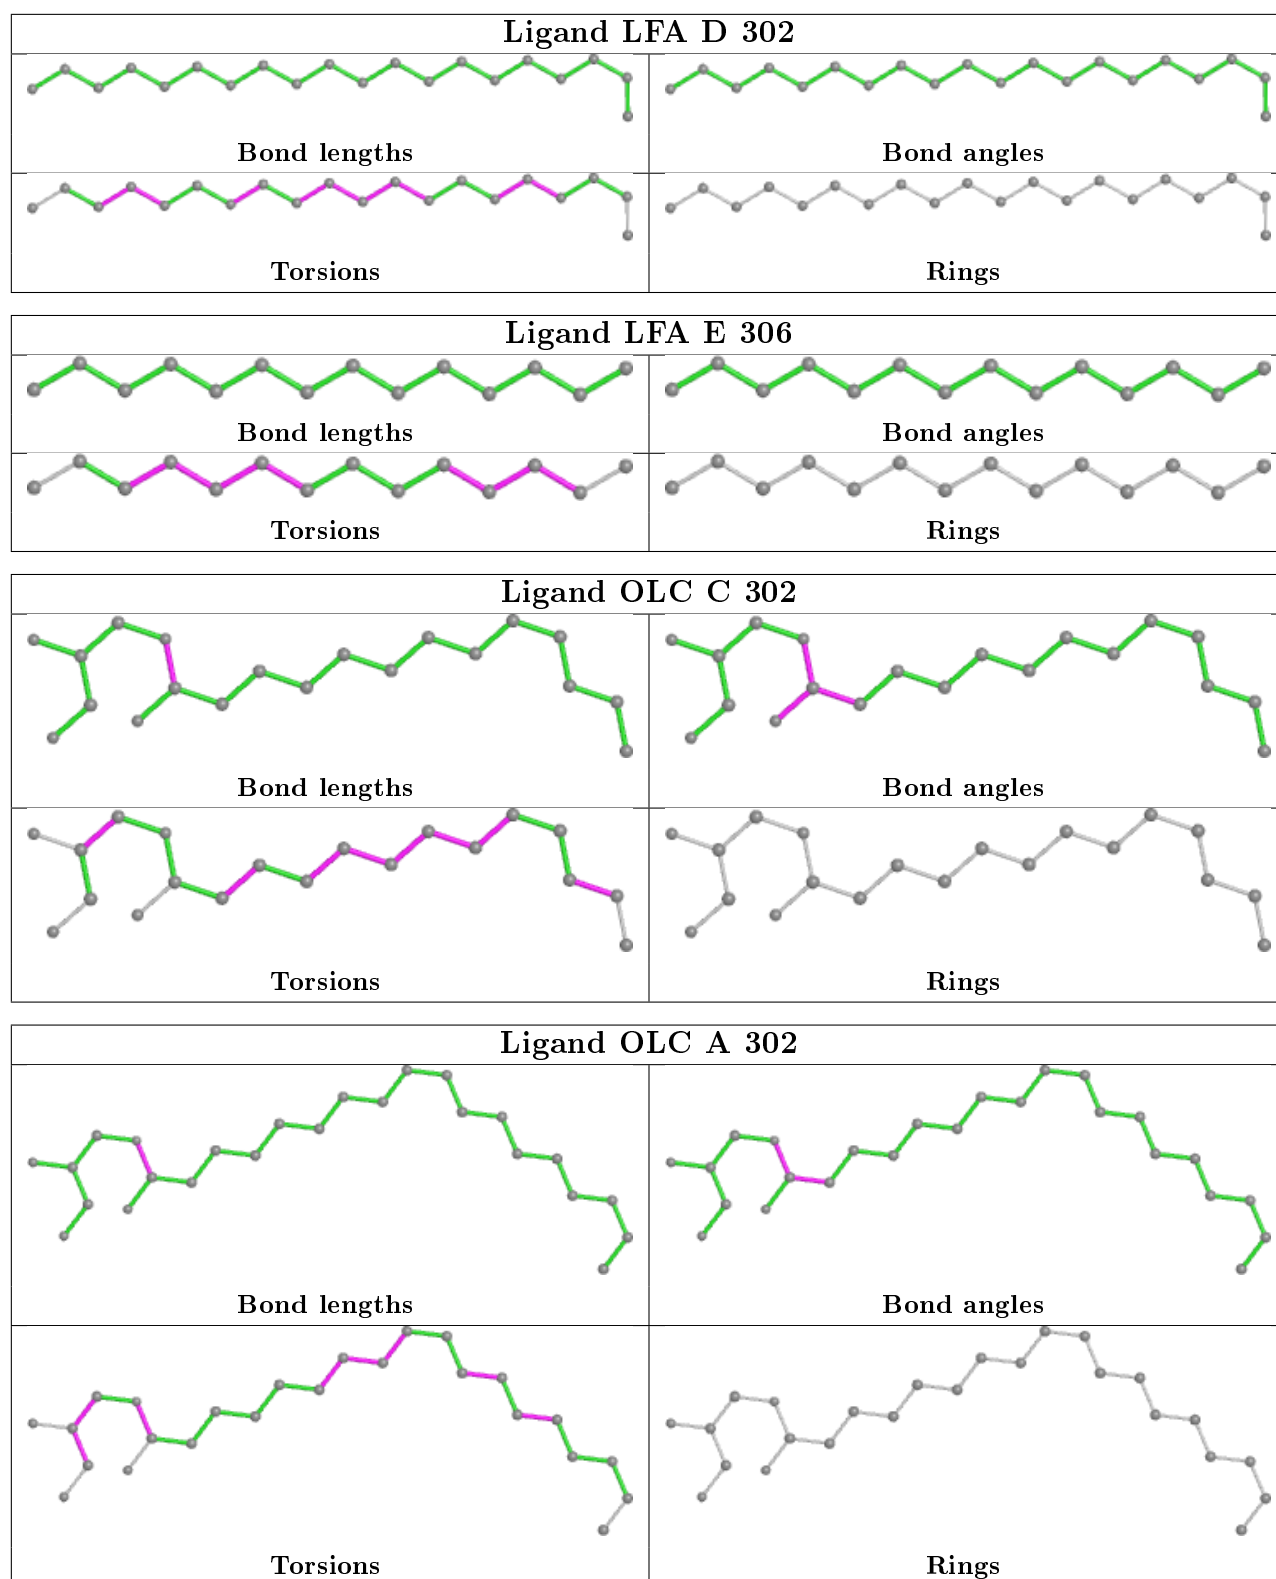 Ligand LFA D 302
Bond lengths
Bond angles
Torsions
Rings
Ligand LFA E 306
Bond lengths
Bond angles
Torsions
Rings
Ligand OLC C 302
Bond lengths
Bond angles
Torsions
Rings
Ligand OLC A 302
Bond lengths
Bond angles
Torsions
Rings